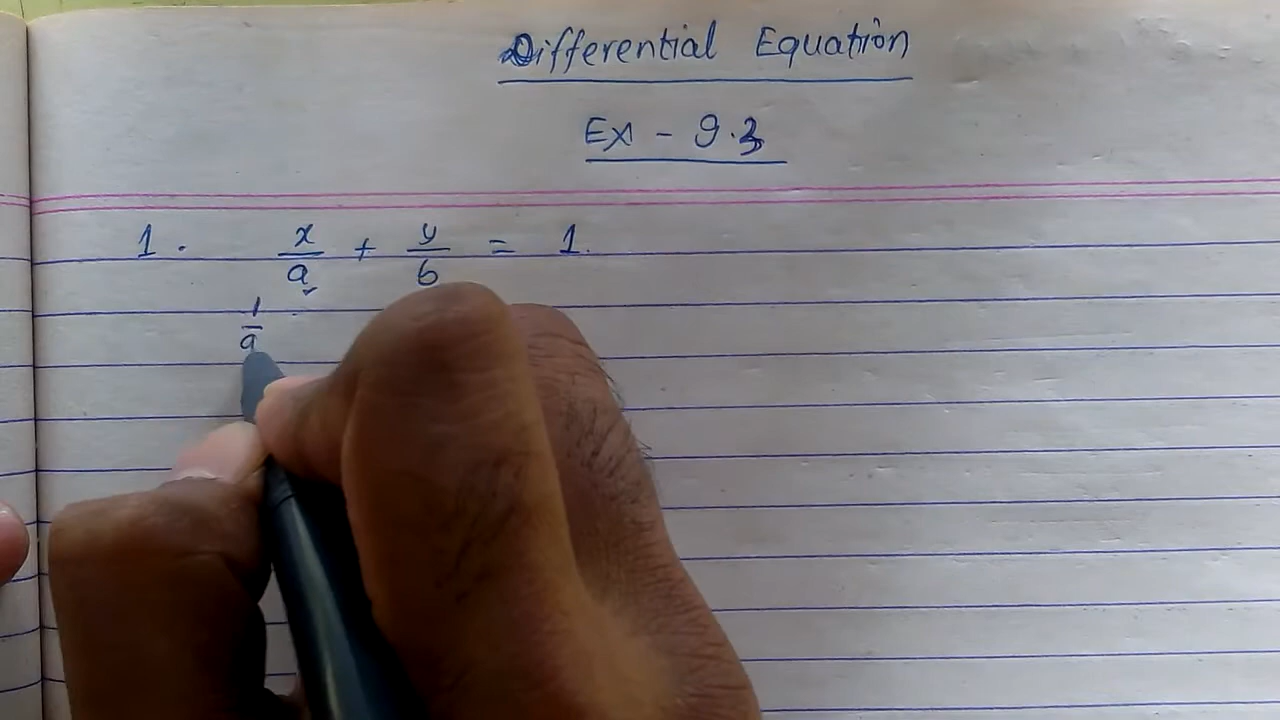 Differential Equation
Ex - 9.3
1. x/a + y/b = 1.
1/a